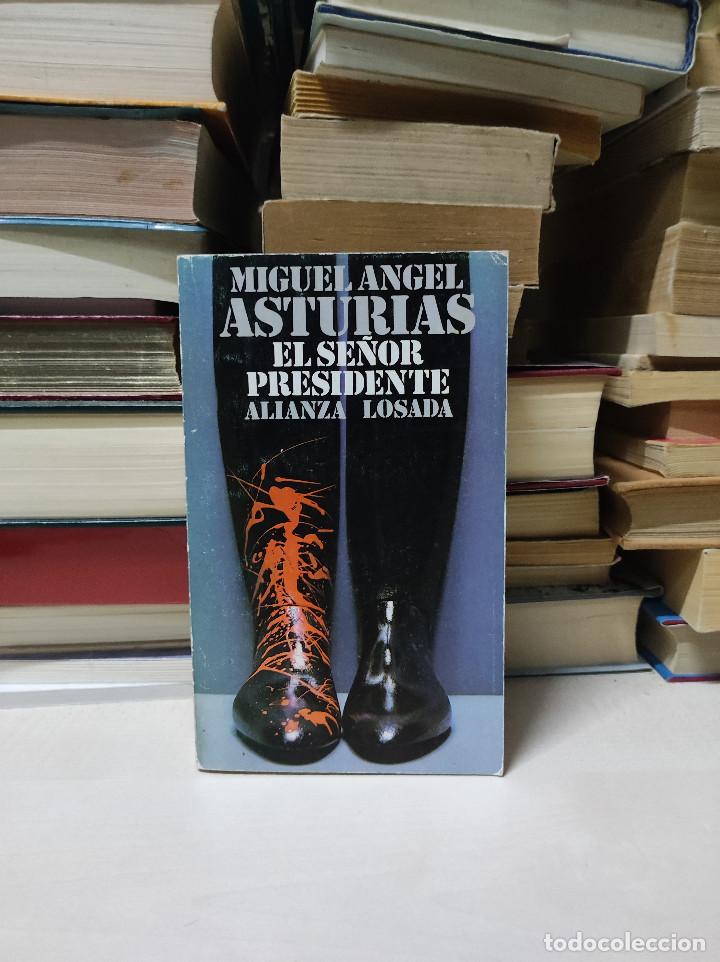 MIGUEL ANGEL
ASTURIAS
EL SEÑOR
PRESIDENTE
ALIANZA LOSADA
todocoleccion